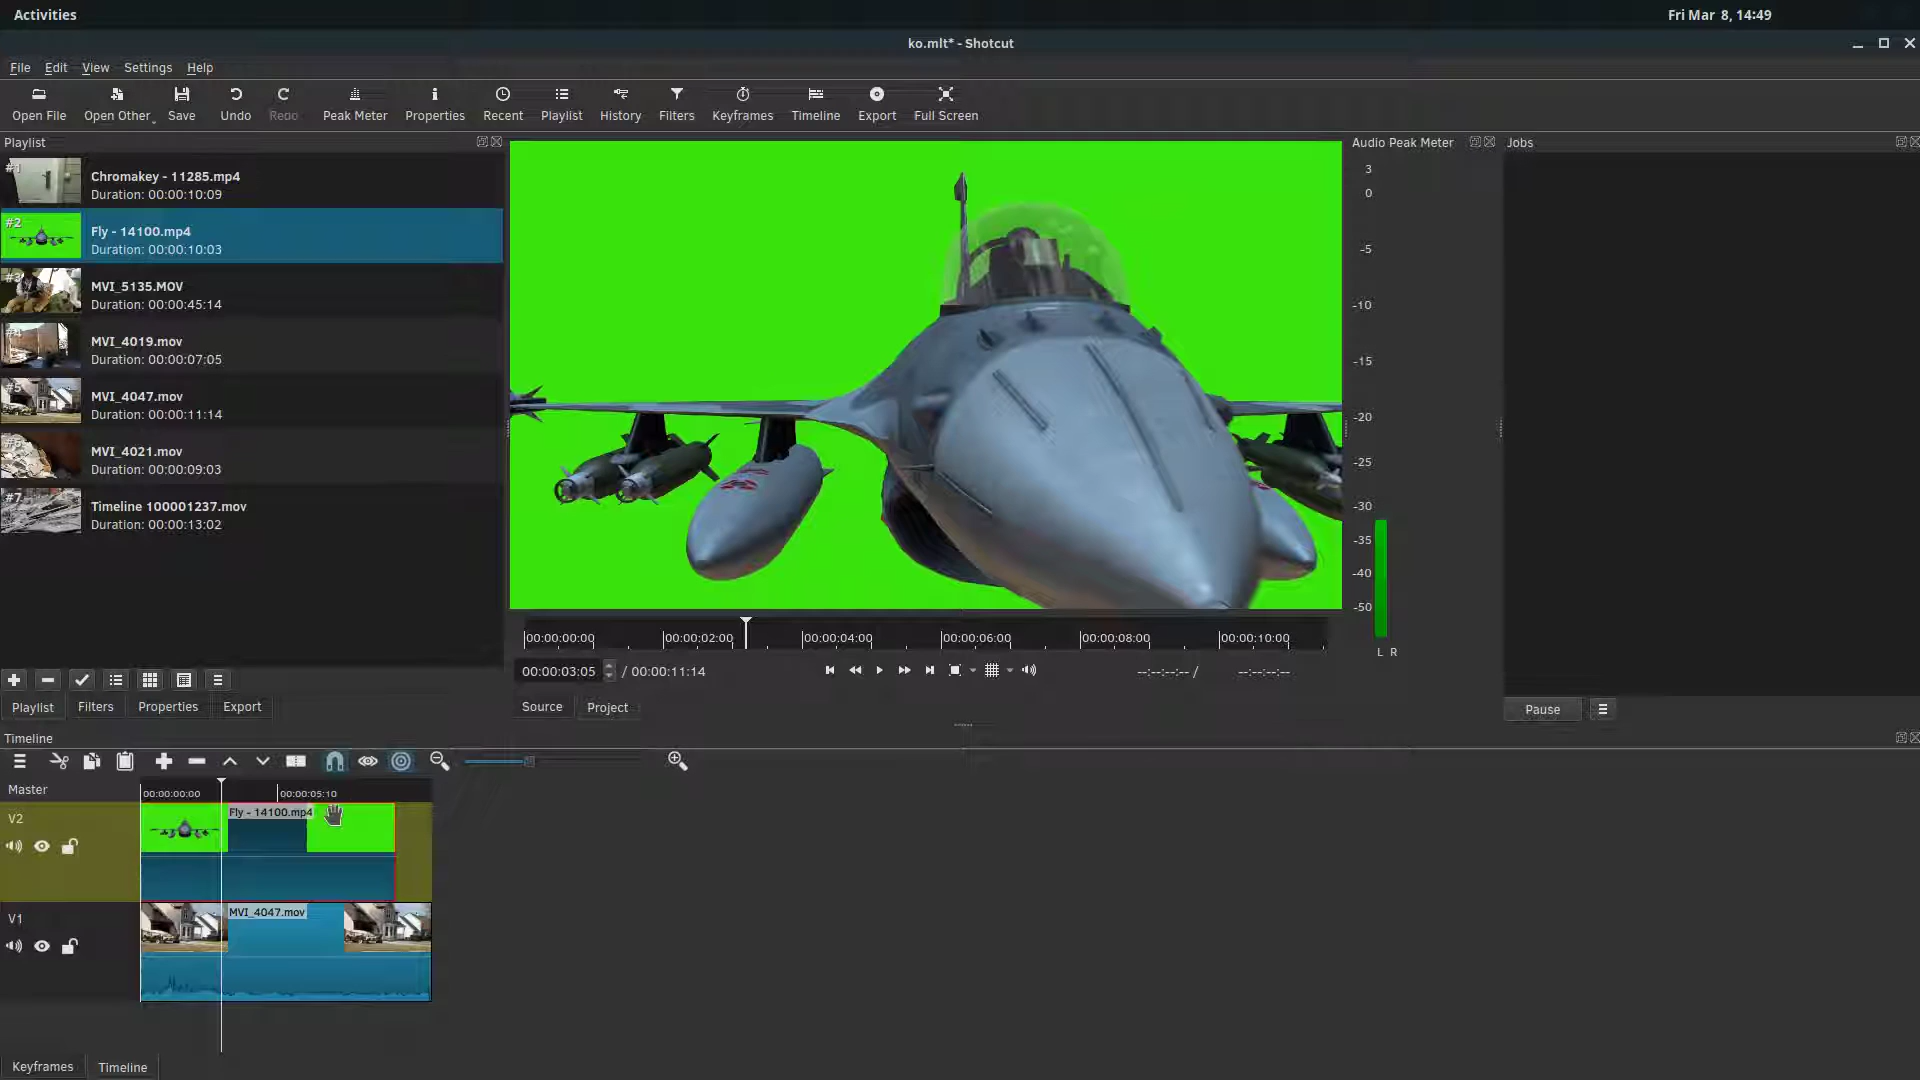 Activities
Fri Mar 8, 14:49
ko.mlt* - Shotcut
File Edit View Settings Help
Open File Open Other Save Undo Redo Peak Meter Properties Recent Playlist History Filters Keyframes Timeline Export Full Screen
Playlist
Audio Peak Meter
Jobs
#1
Chromakey - 11285.mp4
Duration: 00:00:10:09
#2
Fly - 14100.mp4
Duration: 00:00:10:03
#3
MVI_5135.MOV
Duration: 00:00:45:14
#4
MVI_4019.mov
Duration: 00:00:07:05
#5
MVI_4047.mov
Duration: 00:00:11:14
#6
MVI_4021.mov
Duration: 00:00:09:03
#7
Timeline 100001237.mov
Duration: 00:00:13:02
3
0
-5
-10
-15
-20
-25
-30
-35
-40
-50
L R
00:00:00:00 00:00:02:00 00:00:04:00 00:00:06:00 00:00:08:00 00:00:10:00
00:00:03:05 / 00:00:11:14
--:--:--:-- / --:--:--:--
Playlist Filters Properties Export
Source Project
Pause
Timeline
Master
00:00:00:00 00:00:05:10
V2
Fly - 14100.mp4
V1
MVI_4047.mov
Keyframes Timeline